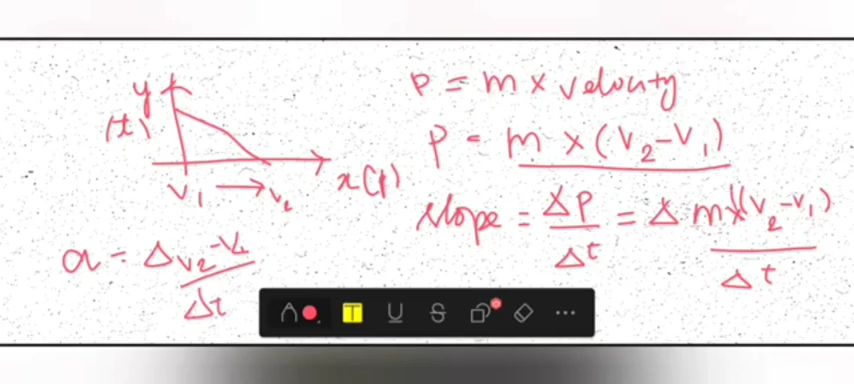 y
(t)
V₁ → V₂ x(p)
a = Δ V₂ - V₁ / Δt
P = m × velocity
P = m × (V₂ - V₁)
slope = ΔP / Δt = Δ m × (V₂ - V₁) / Δt
T U S